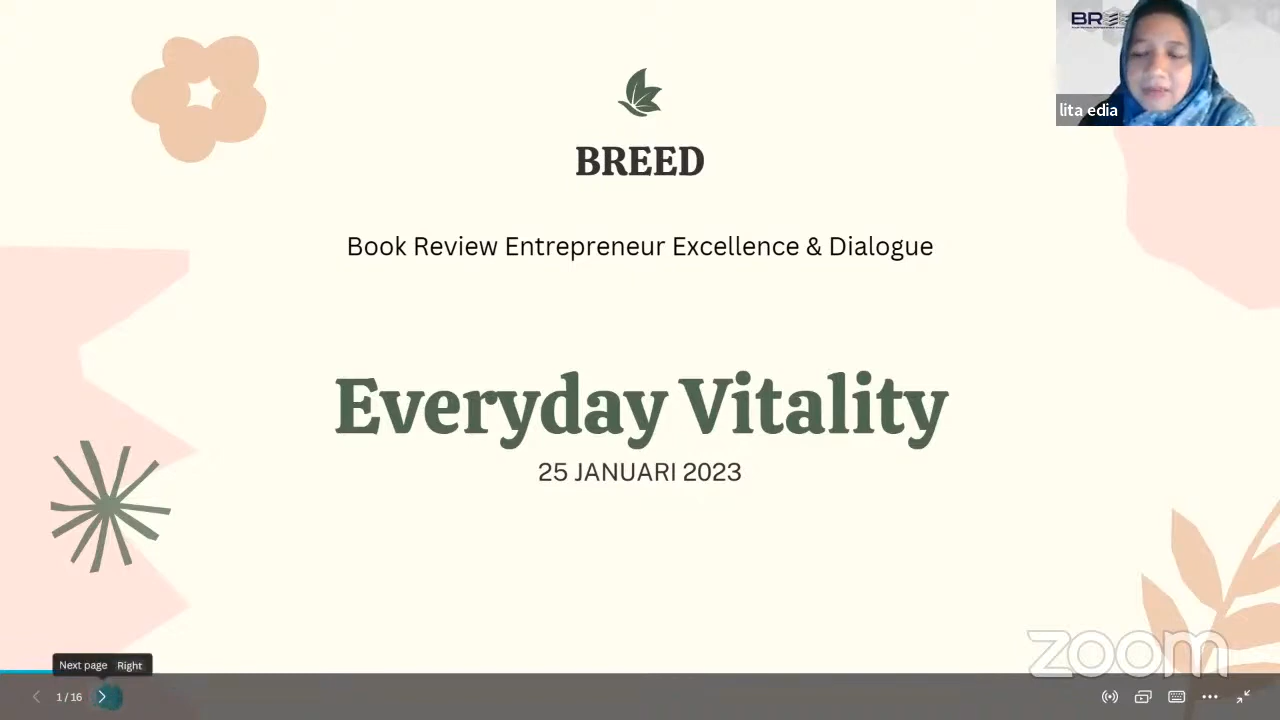 BREED
lita edia
BREED
Book Review Entrepreneur Excellence & Dialogue
Everyday Vitality
25 JANUARI 2023
zoom
Next page Right
1 / 16